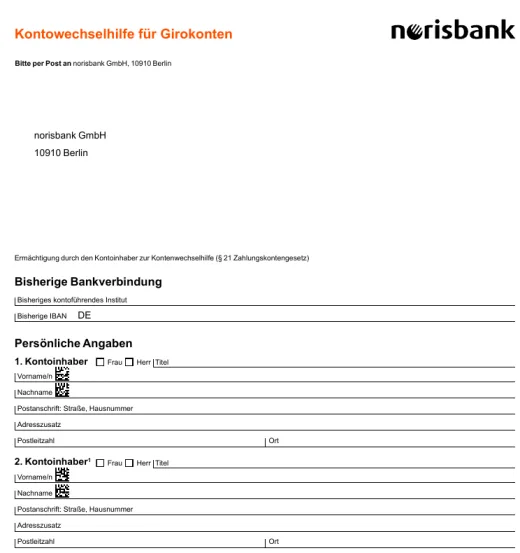 Kontowechselhilfe für Girokonten
norisbank
Bitte per Post an norisbank GmbH, 10910 Berlin
norisbank GmbH
10910 Berlin
Ermächtigung durch den Kontoinhaber zur Kontenwechselhilfe (§ 21 Zahlungskontengesetz)
Bisherige Bankverbindung
Bisheriges kontoführendes Institut
Bisherige IBAN DE
Persönliche Angaben
1. Kontoinhaber Frau Herr Titel
Vorname/n
Nachname
Postanschrift: Straße, Hausnummer
Adresszusatz
Postleitzahl Ort
2. Kontoinhaber¹ Frau Herr Titel
Vorname/n
Nachname
Postanschrift: Straße, Hausnummer
Adresszusatz
Postleitzahl Ort